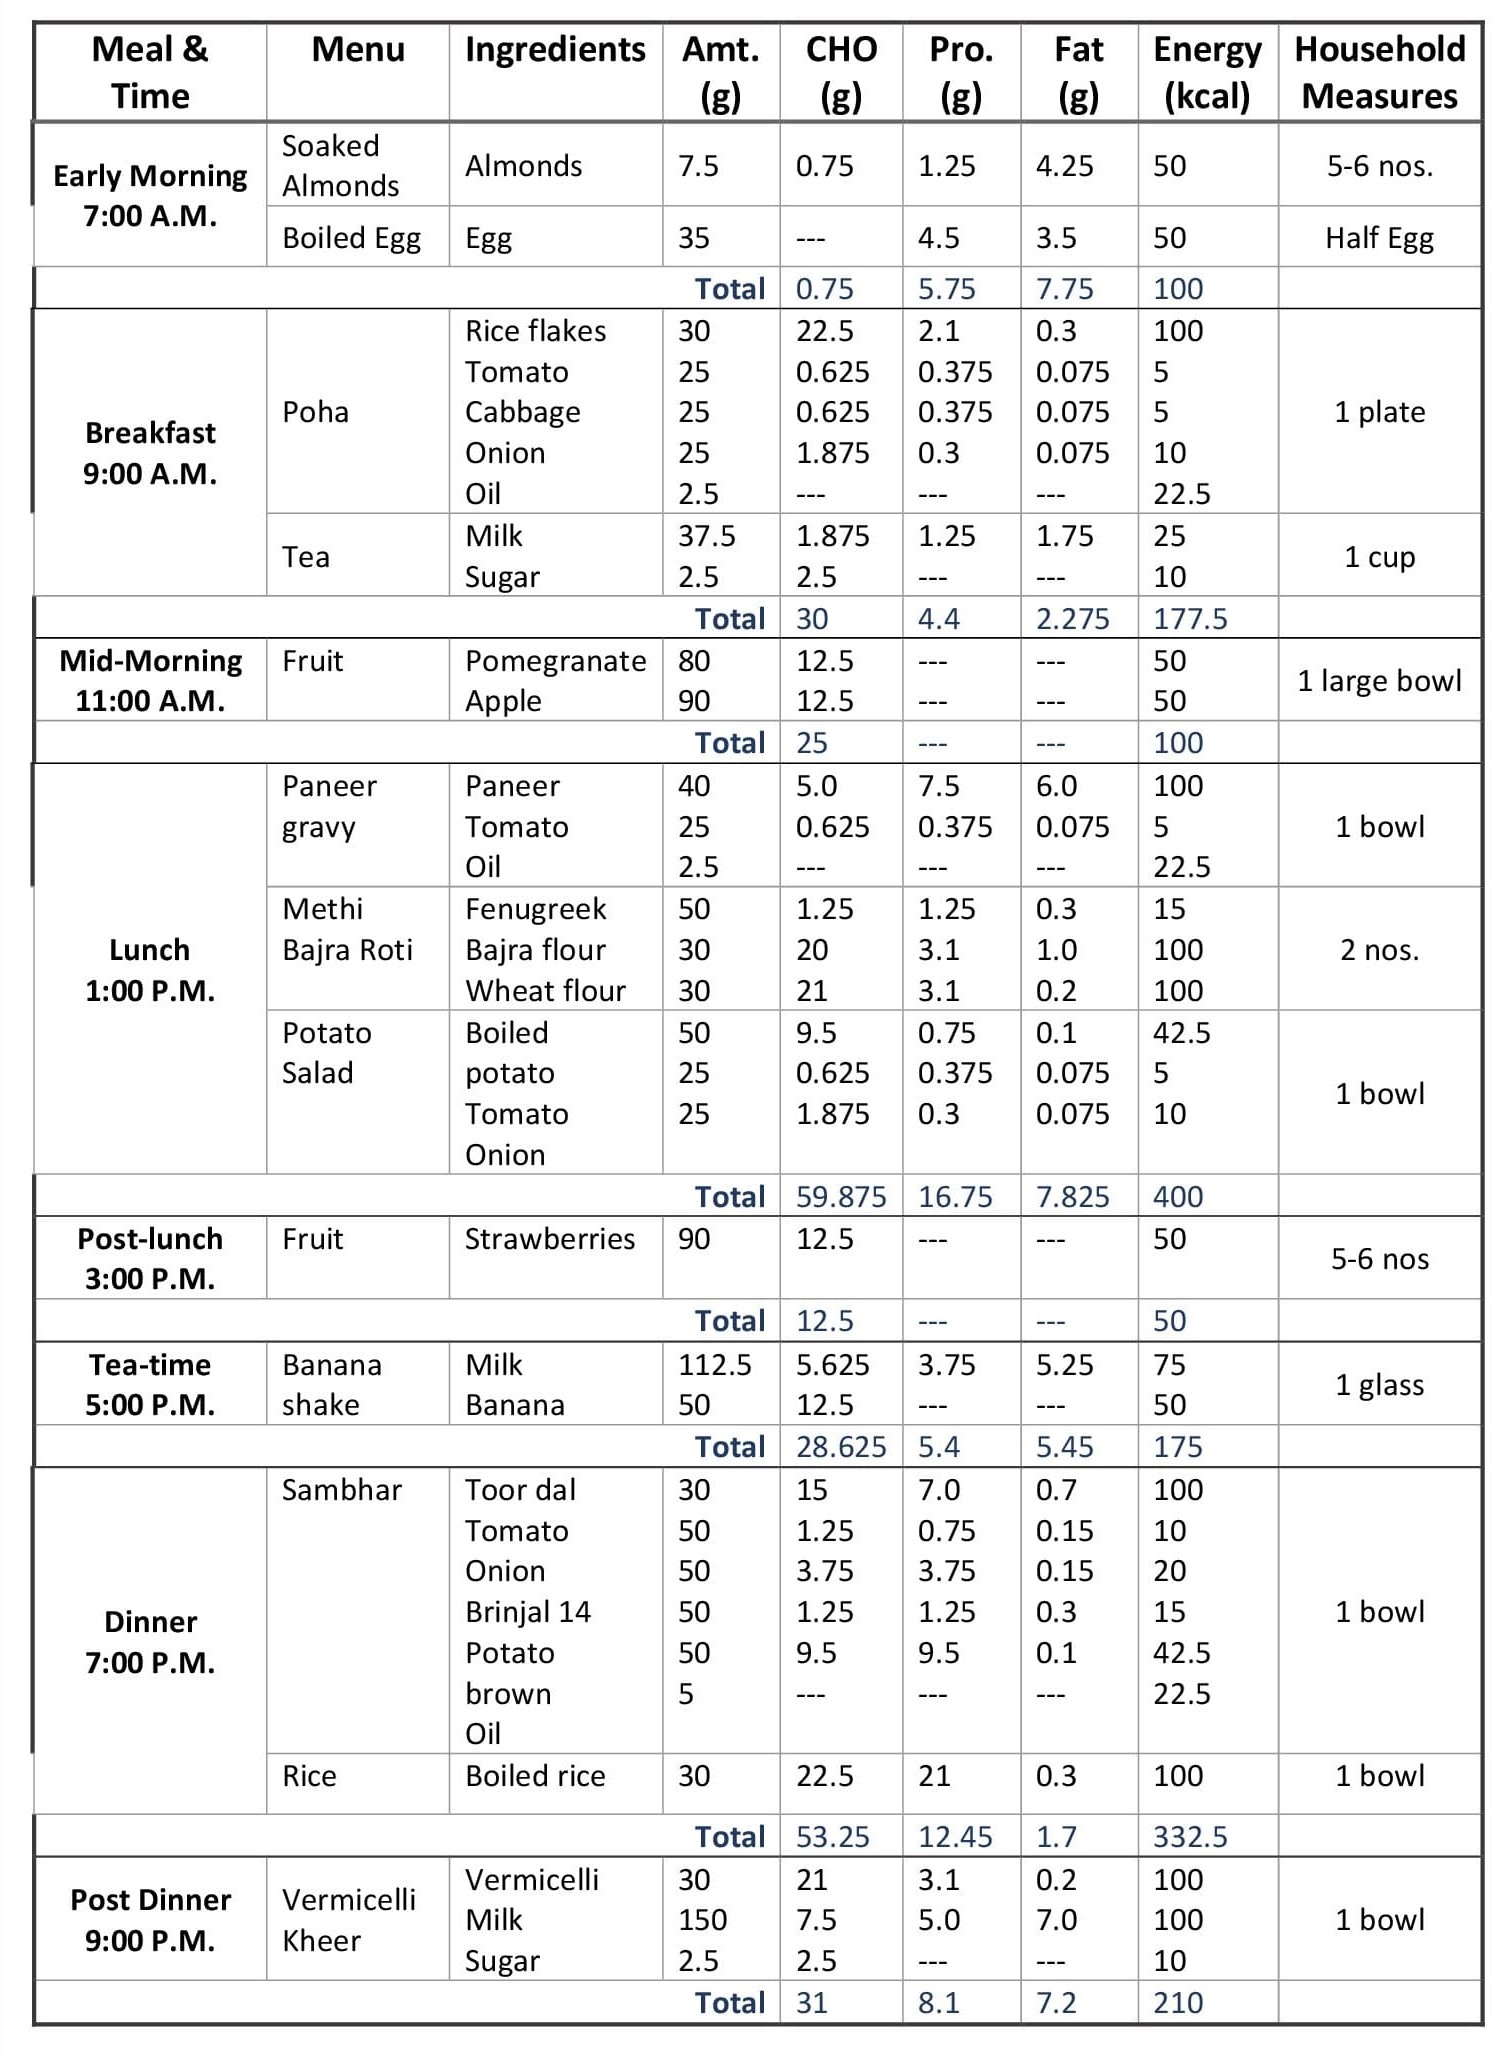 Meal & Time Menu Ingredients Amt. (g) CHO (g) Pro. (g) Fat (g) Energy (kcal) Household Measures
Early Morning 7:00 A.M. Soaked Almonds Almonds 7.5 0.75 1.25 4.25 50 5-6 nos.
Boiled Egg Egg 35 --- 4.5 3.5 50 Half Egg
Total 0.75 5.75 7.75 100
Breakfast 9:00 A.M. Poha 1 plate
Rice flakes 30 22.5 2.1 0.3 100
Tomato 25 0.625 0.375 0.075 5
Cabbage 25 0.625 0.375 0.075 5
Onion 25 1.875 0.3 0.075 10
Oil 2.5 --- --- --- 22.5
Tea 1 cup
Milk 37.5 1.875 1.25 1.75 25
Sugar 2.5 2.5 --- --- 10
Total 30 4.4 2.275 177.5
Mid-Morning 11:00 A.M. Fruit 1 large bowl
Pomegranate 80 12.5 --- --- 50
Apple 90 12.5 --- --- 50
Total 25 --- --- 100
Lunch 1:00 P.M. Paneer gravy 1 bowl
Paneer 40 5.0 7.5 6.0 100
Tomato 25 0.625 0.375 0.075 5
Oil 2.5 --- --- --- 22.5
Methi Bajra Roti 2 nos.
Fenugreek 50 1.25 1.25 0.3 15
Bajra flour 30 20 3.1 1.0 100
Wheat flour 30 21 3.1 0.2 100
Potato Salad 1 bowl
Boiled 50 9.5 0.75 0.1 42.5
potato 25 0.625 0.375 0.075 5
Tomato 25 1.875 0.3 0.075 10
Onion
Total 59.875 16.75 7.825 400
Post-lunch 3:00 P.M. Fruit Strawberries 90 12.5 --- --- 50 5-6 nos
Total 12.5 --- --- 50
Tea-time 5:00 P.M. Banana shake 1 glass
Milk 112.5 5.625 3.75 5.25 75
Banana 50 12.5 --- --- 50
Total 28.625 5.4 5.45 175
Dinner 7:00 P.M. Sambhar 1 bowl
Toor dal 30 15 7.0 0.7 100
Tomato 50 1.25 0.75 0.15 10
Onion 50 3.75 3.75 0.15 20
Brinjal 14 50 1.25 1.25 0.3 15
Potato 50 9.5 9.5 0.1 42.5
brown 5 --- --- --- 22.5
Oil
Rice Boiled rice 30 22.5 21 0.3 100 1 bowl
Total 53.25 12.45 1.7 332.5
Post Dinner 9:00 P.M. Vermicelli Kheer 1 bowl
Vermicelli 30 21 3.1 0.2 100
Milk 150 7.5 5.0 7.0 100
Sugar 2.5 2.5 --- --- 10
Total 31 8.1 7.2 210